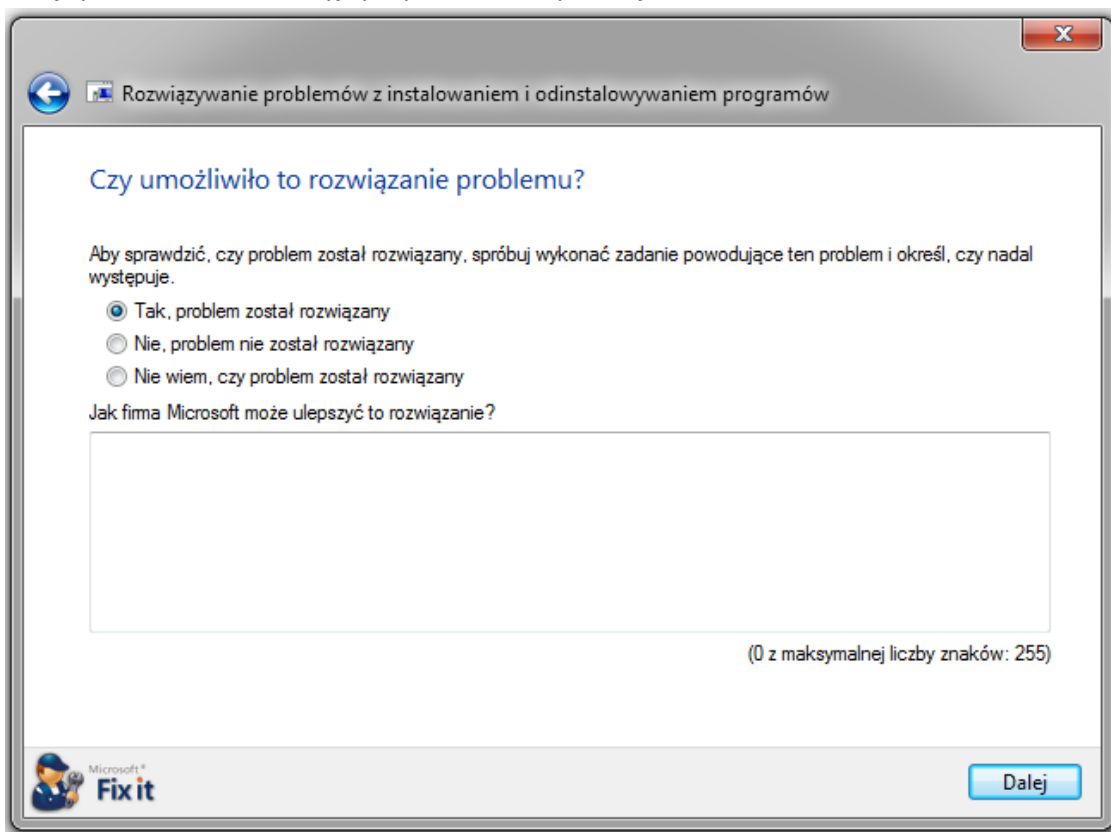 Rozwiązywanie problemów z instalowaniem i odinstalowywaniem programów
Czy umożliwiło to rozwiązanie problemu?
Aby sprawdzić, czy problem został rozwiązany, spróbuj wykonać zadanie powodujące ten problem i określ, czy nadal
występuje.
Tak, problem został rozwiązany
Nie, problem nie został rozwiązany
Nie wiem, czy problem został rozwiązany
Jak firma Microsoft może ulepszyć to rozwiązanie?
(0 z maksymalnej liczby znaków: 255)
Microsoft®
Fix it
Dalej